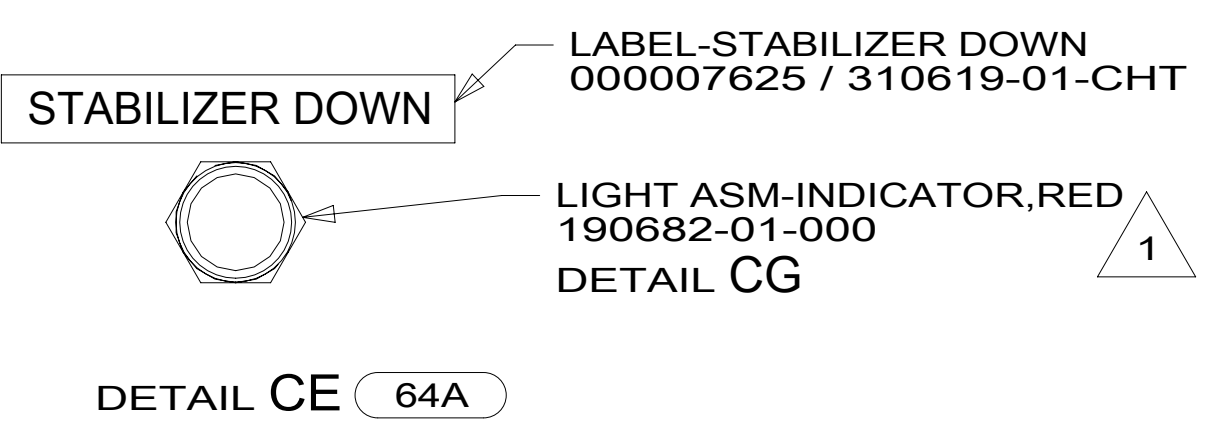 LABEL-STABILIZER DOWN
000007625 / 310619-01-CHT
STABILIZER DOWN
LIGHT ASM-INDICATOR,RED
190682-01-000
DETAIL CG
1
DETAIL CE 64A